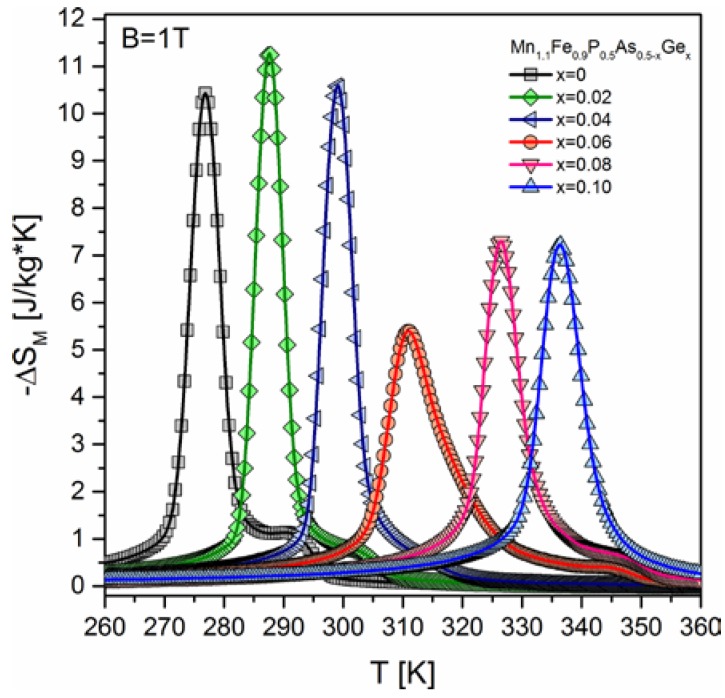 B=1T
Mn1.1Fe0.9P0.5As0.5-xGex
x=0
x=0.02
x=0.04
x=0.06
x=0.08
x=0.10
-ΔSM [J/kg*K]
12
11
10
9
8
7
6
5
4
3
2
1
0
260 270 280 290 300 310 320 330 340 350 360
T [K]